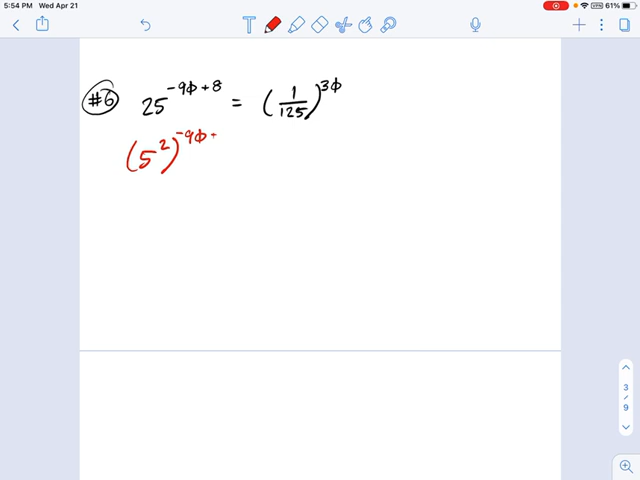 5:54 PM Wed Apr 21
VPN 61%
T
#6 25^(-9ϕ + 8) = (1/125)^(3ϕ)
(5^2)^(-9ϕ +
3
/
9